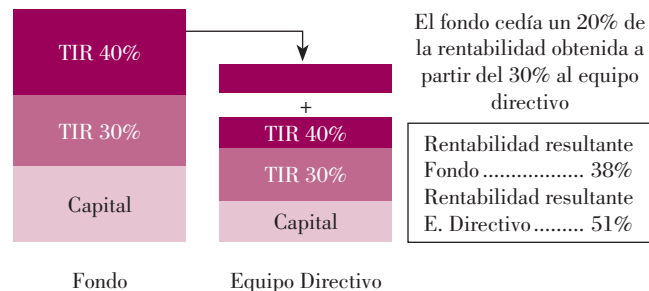 TIR 40%
TIR 30%
Capital
Fondo
+
TIR 40%
TIR 30%
Capital
Equipo Directivo
El fondo cedía un 20% de
la rentabilidad obtenida a
partir del 30% al equipo
directivo
Rentabilidad resultante
Fondo .................. 38%
Rentabilidad resultante
E. Directivo ......... 51%